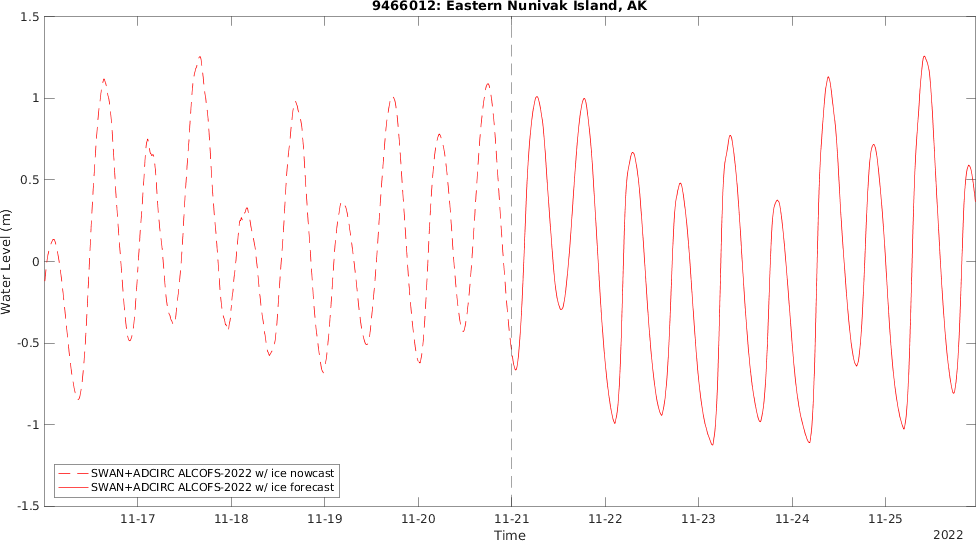 9466012: Eastern Nunivak Island, AK
1.5
1
0.5
0
-0.5
-1
-1.5
Water Level (m)
SWAN+ADCIRC ALCOFS-2022 w/ ice nowcast
SWAN+ADCIRC ALCOFS-2022 w/ ice forecast
11-17 11-18 11-19 11-20 11-21 11-22 11-23 11-24 11-25
Time
2022